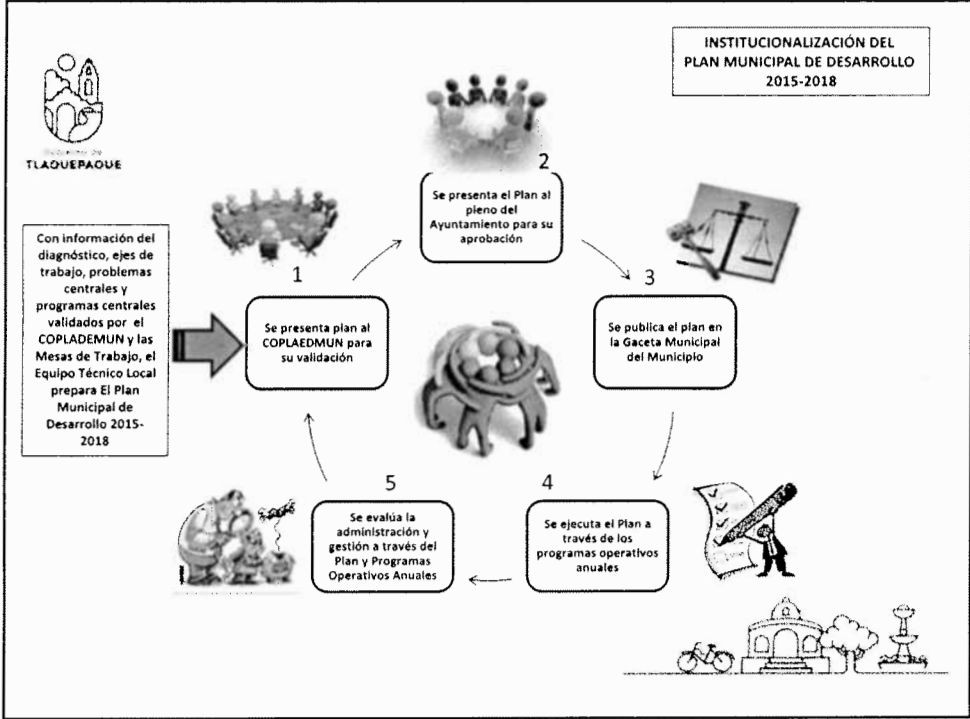 INSTITUCIONALIZACIÓN DEL
PLAN MUNICIPAL DE DESARROLLO
2015-2018
TLAQUEPAQUE
Con información del
diagnóstico, ejes de
trabajo, problemas
centrales y
programas centrales
validados por el
COPLADEMUN y las
Mesas de Trabajo, el
Equipo Técnico Local
prepara El Plan
Municipal de
Desarrollo 2015-
2018
1
Se presenta plan al
COPLAEDMUN para
su validación
2
Se presenta el Plan al
pleno del
Ayuntamiento para su
aprobación
3
Se publica el plan en
la Gaceta Municipal
del Municipio
4
Se ejecuta el Plan a
través de los
programas operativos
anuales
5
Se evalúa la
administración y
gestión a través del
Plan y Programas
Operativos Anuales